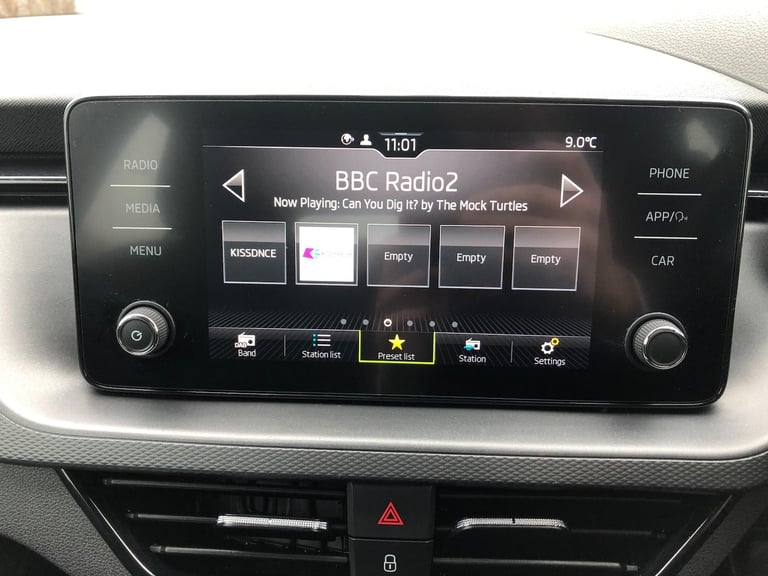 RADIO
MEDIA
MENU
11:01
9.0°C
BBC Radio2
Now Playing: Can You Dig It? by The Mock Turtles
KISSDNCE
Empty
Empty
Empty
DAB
Band
Station list
Preset list
Station
Settings
PHONE
APP/
CAR